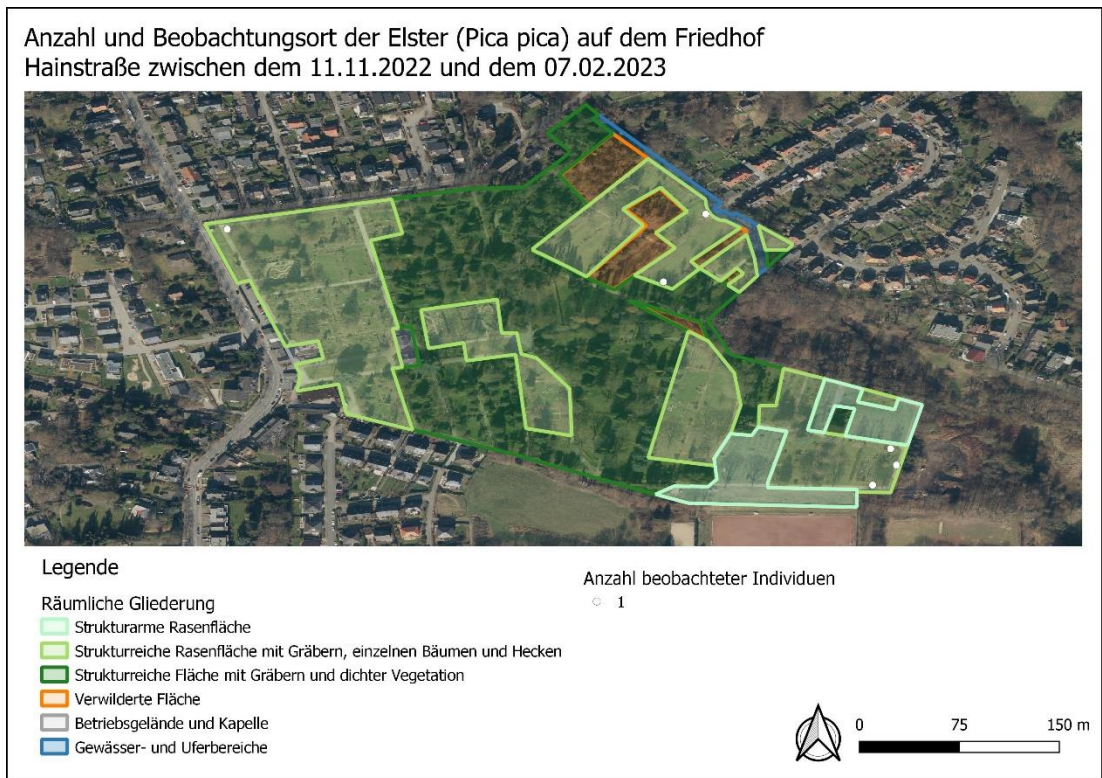 Anzahl und Beobachtungsort der Elster (Pica pica) auf dem Friedhof
Hainstraße zwischen dem 11.11.2022 und dem 07.02.2023
Legende
Räumliche Gliederung
Strukturarme Rasenfläche
Strukturreiche Rasenfläche mit Gräbern, einzelnen Bäumen und Hecken
Strukturreiche Fläche mit Gräbern und dichter Vegetation
Verwilderte Fläche
Betriebsgelände und Kapelle
Gewässer- und Uferbereiche
Anzahl beobachteter Individuen
1
0 75 150 m